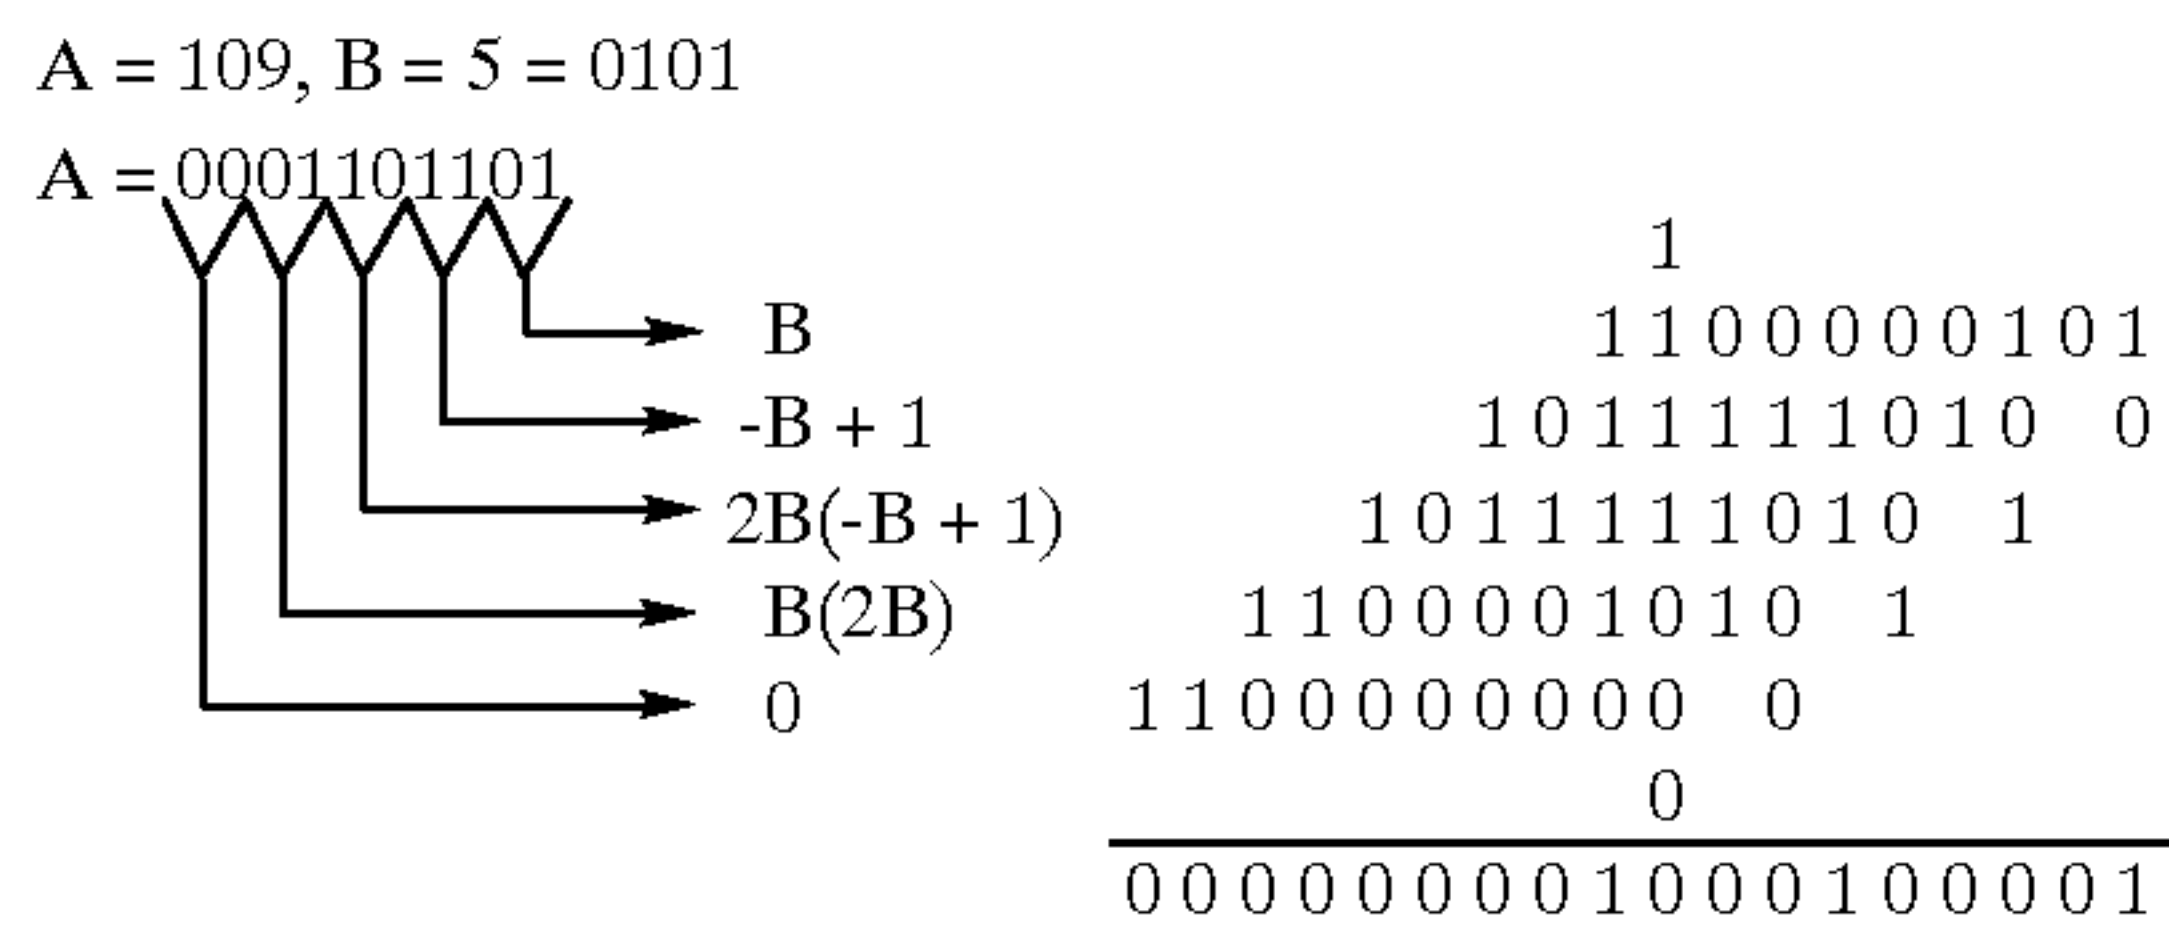 A = 109, B = 5 = 0101
A = 0001101101
1
B 1 1 0 0 0 0 0 1 0 1
-B + 1 1 0 1 1 1 1 1 0 1 0 0
2B(-B + 1) 1 0 1 1 1 1 1 0 1 0 1
B(2B) 1 1 0 0 0 0 1 0 1 0 1
0 1 1 0 0 0 0 0 0 0 0 0
0
0 0 0 0 0 0 0 0 1 0 0 0 1 0 0 0 0 1